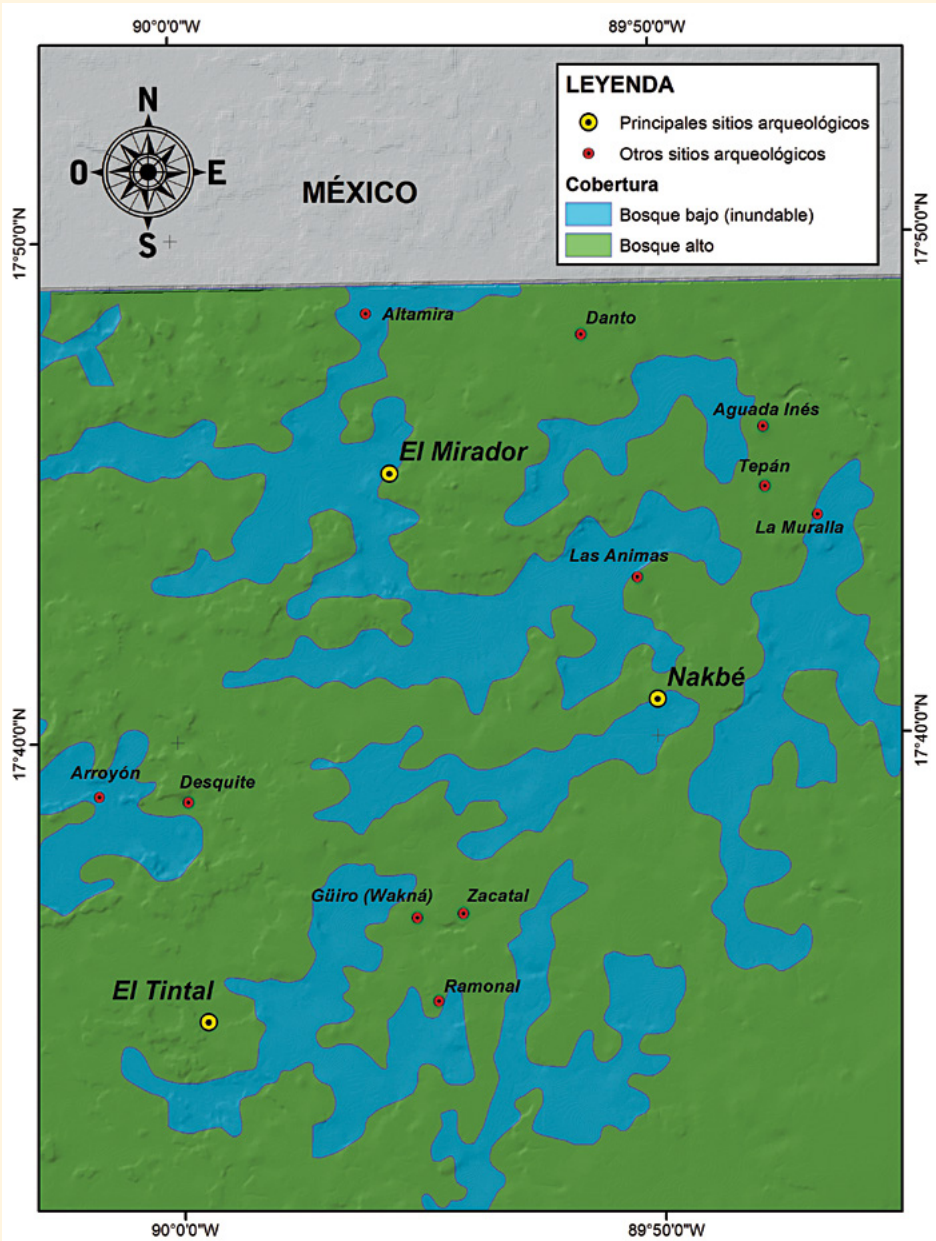 90°0'0"W
89°50'0"W
N
O
E
S
MÉXICO
LEYENDA
Principales sitios arqueológicos
Otros sitios arqueológicos
Cobertura
Bosque bajo (inundable)
Bosque alto
17°50'0"N
17°50'0"N
Altamira
Danto
Aguada Inés
El Mirador
Tepán
La Muralla
Las Animas
Nakbé
17°40'0"N
17°40'0"N
Arroyón
Desquite
Güiro (Wakná)
Zacatal
El Tintal
Ramonal
90°0'0"W
89°50'0"W